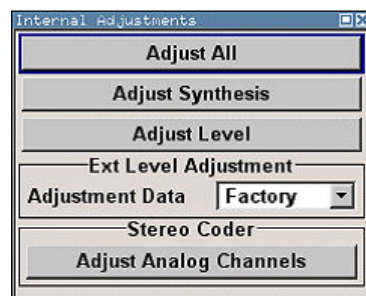 Internal Adjustments
Adjust All
Adjust Synthesis
Adjust Level
Ext Level Adjustment
Adjustment Data Factory
Stereo Coder
Adjust Analog Channels